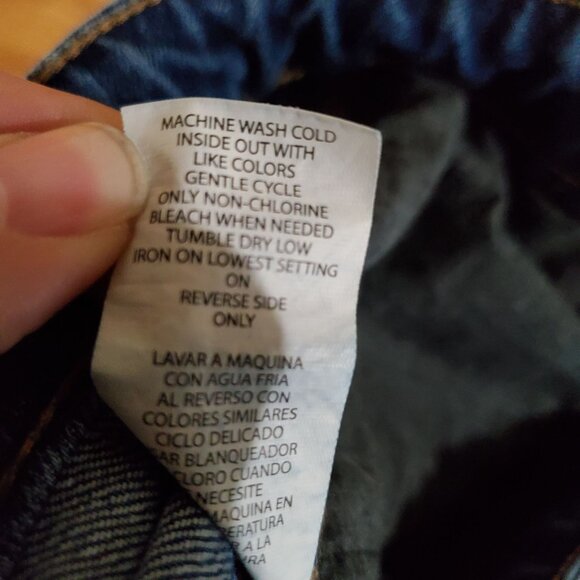 MACHINE WASH COLD
INSIDE OUT WITH
LIKE COLORS
GENTLE CYCLE
ONLY NON-CHLORINE
BLEACH WHEN NEEDED
TUMBLE DRY LOW
IRON ON LOWEST SETTING
ON
REVERSE SIDE
ONLY
LAVAR A MAQUINA
CON AGUA FRIA
AL REVERSO CON
COLORES SIMILARES
CICLO DELICADO
BLANQUEADOR
CLORO CUANDO
NECESITE
MAQUINA EN
A LA